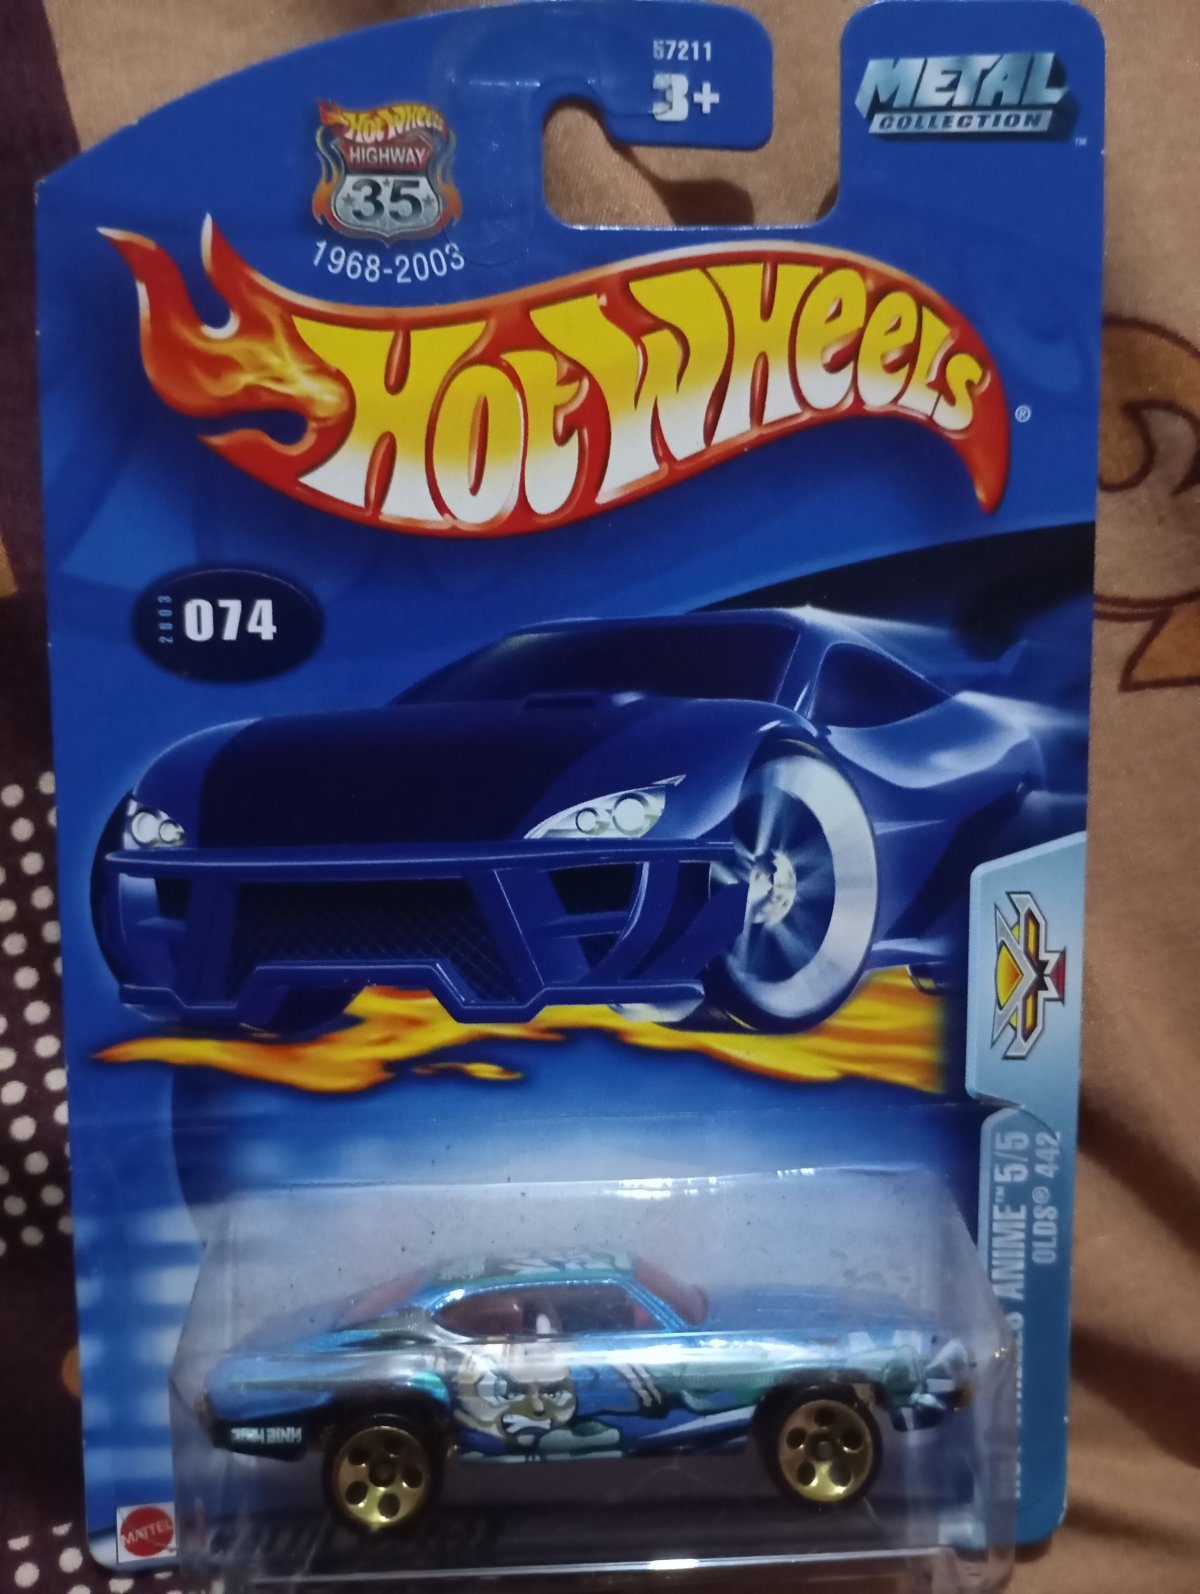 57211
3+
METAL
COLLECTION™
HOT WHEELS
HIGHWAY
35
1968-2003
HOT WHEELS®
2003
074
ANIME™ 5/5
OLDS® 442
MATTEL